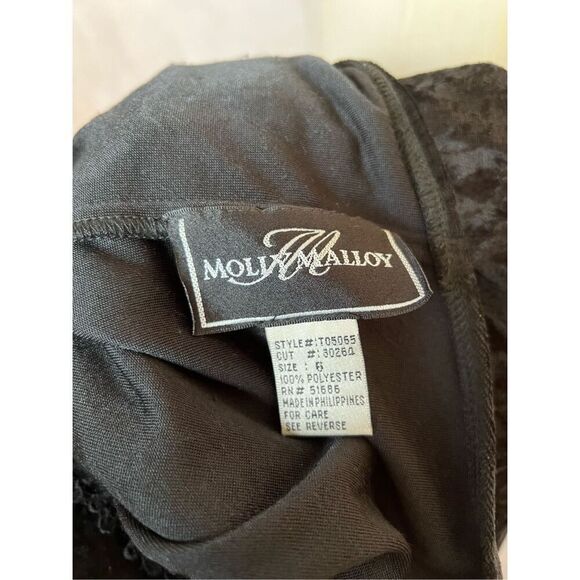 M
MOLLY MALLOY
STYLE#:T05065
CUT #:30264
SIZE : 6
100% POLYESTER
RN# 51686
MADE IN PHILIPPINES
FOR CARE
SEE REVERSE